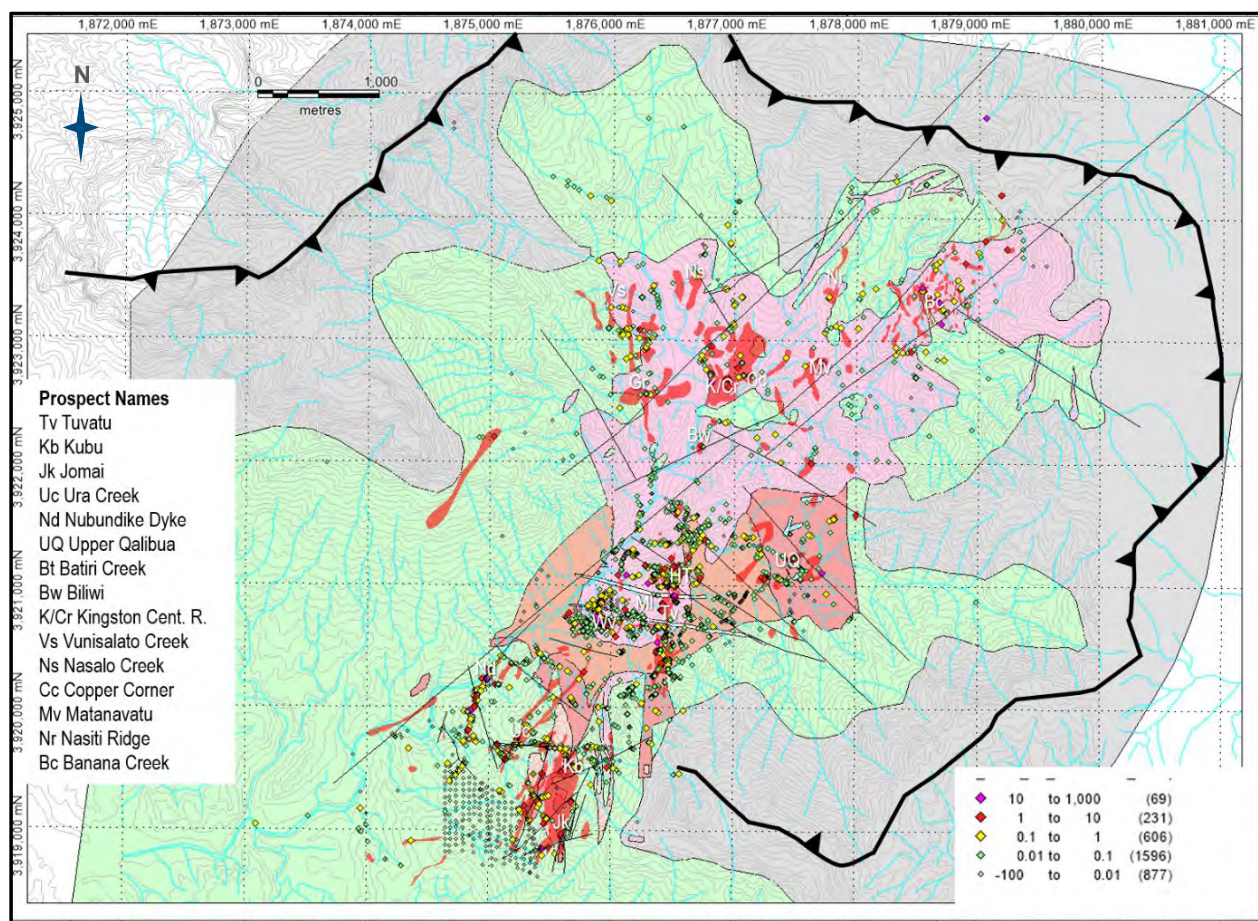 1,872,000 mE 1,873,000 mE 1,874,000 mE 1,875,000 mE 1,876,000 mE 1,877,000 mE 1,878,000 mE 1,879,000 mE 1,880,000 mE 1,881,000 mE
N
0 1,000
metres
3,925,000 mN
3,924,000 mN
3,923,000 mN
3,922,000 mN
3,921,000 mN
3,920,000 mN
3,919,000 mN
Ns
Vs
Nr
Bc
Gf
K/Cr
Cc
Mv
Bw
UQ
HT
Tv
Nd
Kb
Jk
Prospect Names
Tv Tuvatu
Kb Kubu
Jk Jomai
Uc Ura Creek
Nd Nubundike Dyke
UQ Upper Qalibua
Bt Batiri Creek
Bw Biliwi
K/Cr Kingston Cent. R.
Vs Vunisalato Creek
Ns Nasalo Creek
Cc Copper Corner
Mv Matanavatu
Nr Nasiti Ridge
Bc Banana Creek
10 to 1,000 (69)
1 to 10 (231)
0.1 to 1 (606)
0.01 to 0.1 (1596)
-100 to 0.01 (877)